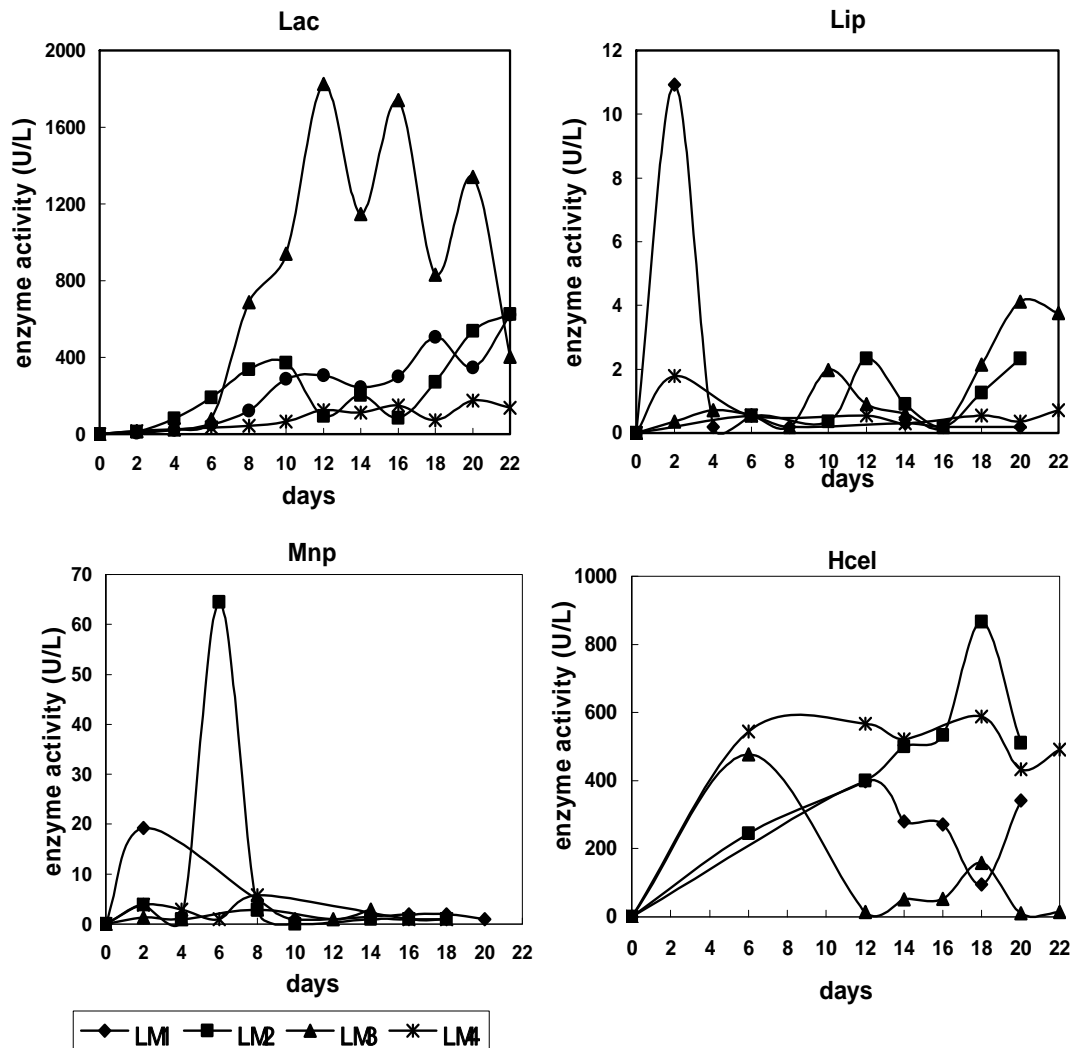 Lac
enzyme activity (U/L)
2000
1600
1200
800
400
0
0 2 4 6 8 10 12 14 16 18 20 22
days
Lip
enzyme activity (U/L)
12
10
8
6
4
2
0
0 2 4 6 8 10 12 14 16 18 20 22
days
Mnp
enzyme activity (U/L)
70
60
50
40
30
20
10
0
0 2 4 6 8 10 12 14 16 18 20 22
days
Hcel
enzyme activity (U/L)
1000
800
600
400
200
0
0 2 4 6 8 10 12 14 16 18 20 22
days
LM1 LM2 LM3 LM4